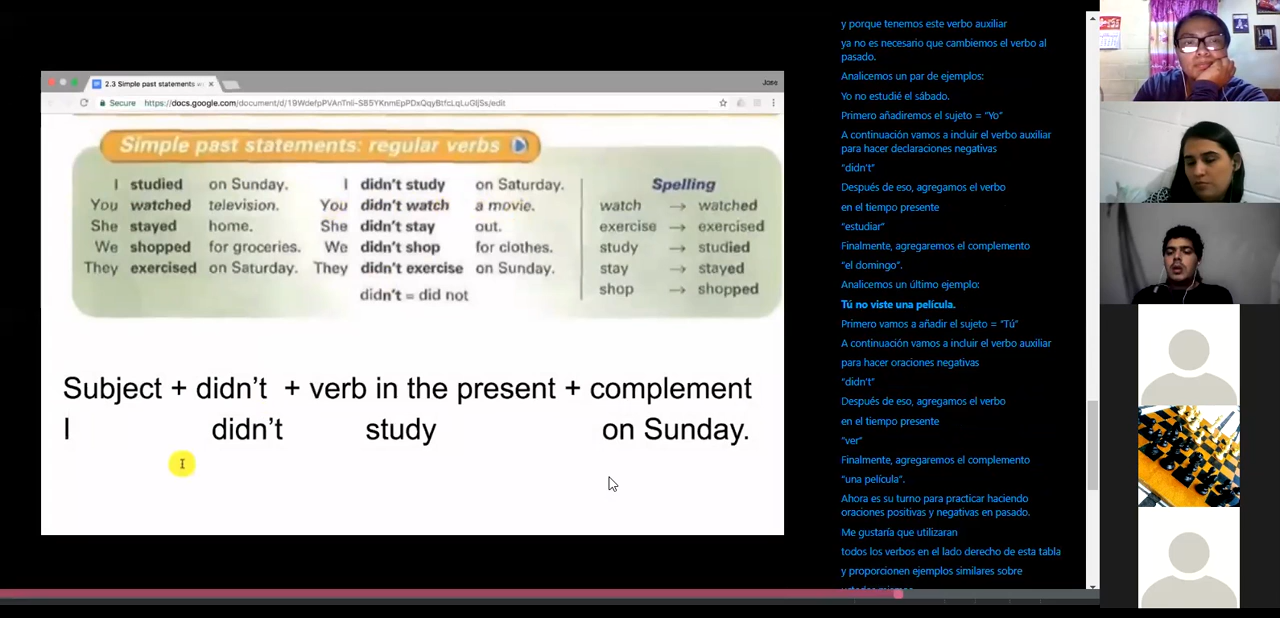 2.3 Simple past statements
Jose
Secure
https://docs.google.com/document/d/19WdefpPVAnTnli-S85YKnmEpPDxQqyBtfcLqLuGIjSs/edit
Simple past statements: regular verbs
I studied on Sunday. I didn't study on Saturday. Spelling
You watched television. You didn't watch a movie. watch → watched
She stayed home. She didn't stay out. exercise → exercised
We shopped for groceries. We didn't shop for clothes. study → studied
They exercised on Saturday. They didn't exercise on Sunday. stay → stayed
didn't = did not shop → shopped
Subject + didn't + verb in the present + complement
I didn't study on Sunday.
y porque tenemos este verbo auxiliar
ya no es necesario que cambiemos el verbo al
pasado.
Analicemos un par de ejemplos:
Yo no estudié el sábado.
Primero añadiremos el sujeto = "Yo"
A continuación vamos a incluir el verbo auxiliar
para hacer declaraciones negativas
"didn't"
Después de eso, agregamos el verbo
en el tiempo presente
"estudiar"
Finalmente, agregaremos el complemento
"el domingo".
Analicemos un último ejemplo:
Tú no viste una película.
Primero vamos a añadir el sujeto = "Tú"
A continuación vamos a incluir el verbo auxiliar
para hacer oraciones negativas
"didn't"
Después de eso, agregamos el verbo
en el tiempo presente
"ver"
Finalmente, agregaremos el complemento
"una película".
Ahora es su turno para practicar haciendo
oraciones positivas y negativas en pasado.
Me gustaría que utilizaran
todos los verbos en el lado derecho de esta tabla
y proporcionen ejemplos similares sobre